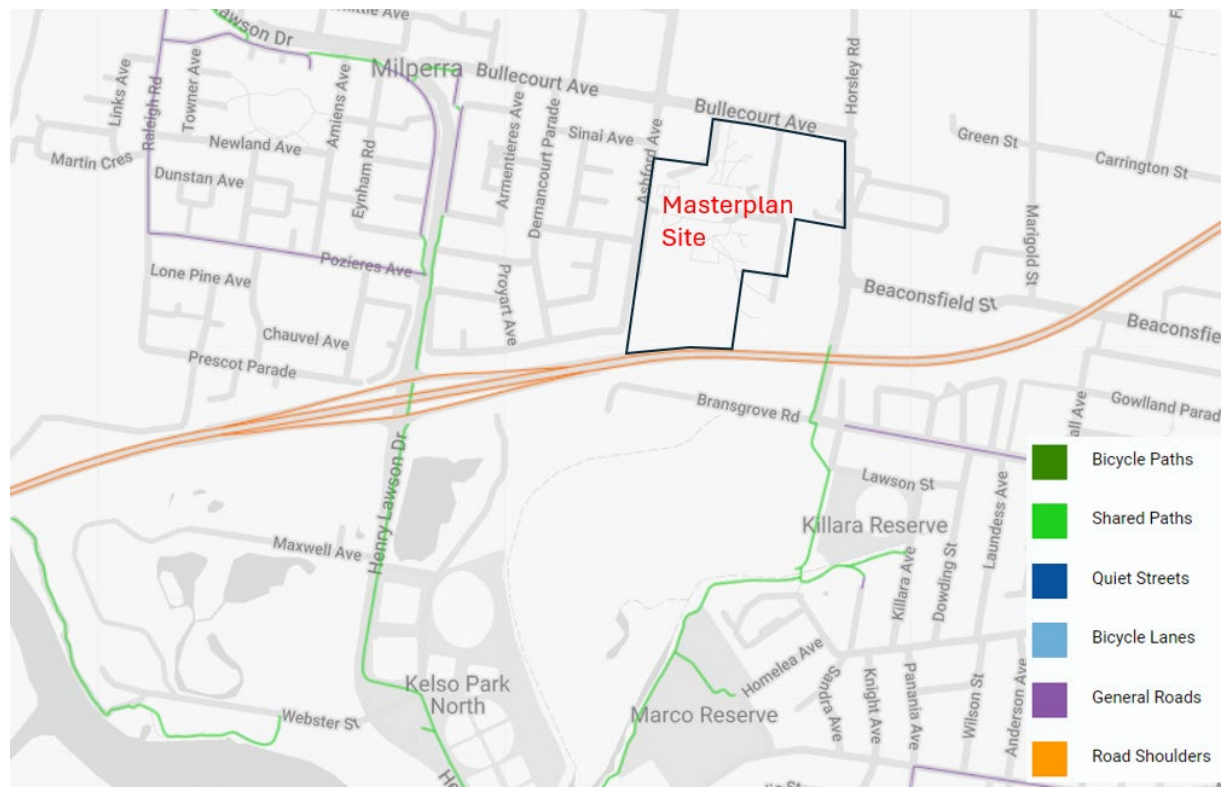 Lawson Dr
Milperra
Bullecourt Ave
Bullecourt Ave
Horsley Rd
Links Ave
Raleigh Rd
Towner Ave
Amiens Ave
Eynham Rd
Armentieres Ave
Dernancourt Parade
Sinai Ave
Ashford Ave
Green St
Carrington St
Martin Cres
Newland Ave
Dunstan Ave
Masterplan
Site
Marigold St
Lone Pine Ave
Pozieres Ave
Proyart Ave
Beaconsfield St
Beaconsfie
Chauvel Ave
Prescot Parade
Bransgrove Rd
all Ave
Gowlland Parad
Henry Lawson Dr
Lawson St
Killara Reserve
Laundess Ave
Maxwell Ave
Killara Ave
Dowding St
Kelso Park
North
Homelea Ave
Sandra Ave
Knight Ave
Panania Ave
Wilson St
Anderson Ave
Webster St
Marco Reserve
Bicycle Paths
Shared Paths
Quiet Streets
Bicycle Lanes
General Roads
Road Shoulders